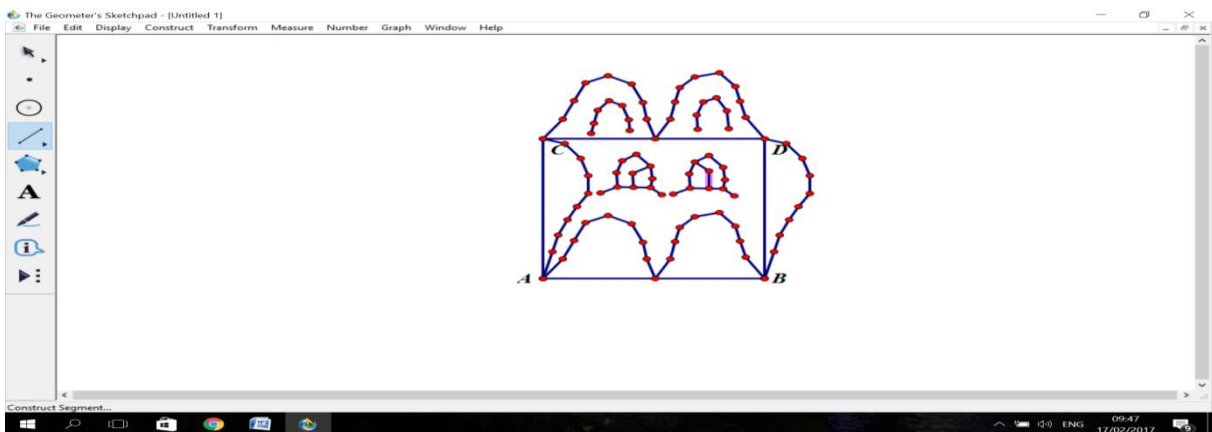 The Geometer's Sketchpad - [Untitled 1]
File Edit Display Construct Transform Measure Number Graph Window Help
A
C D
A B
Construct Segment...
ENG 09:47
17/02/2017